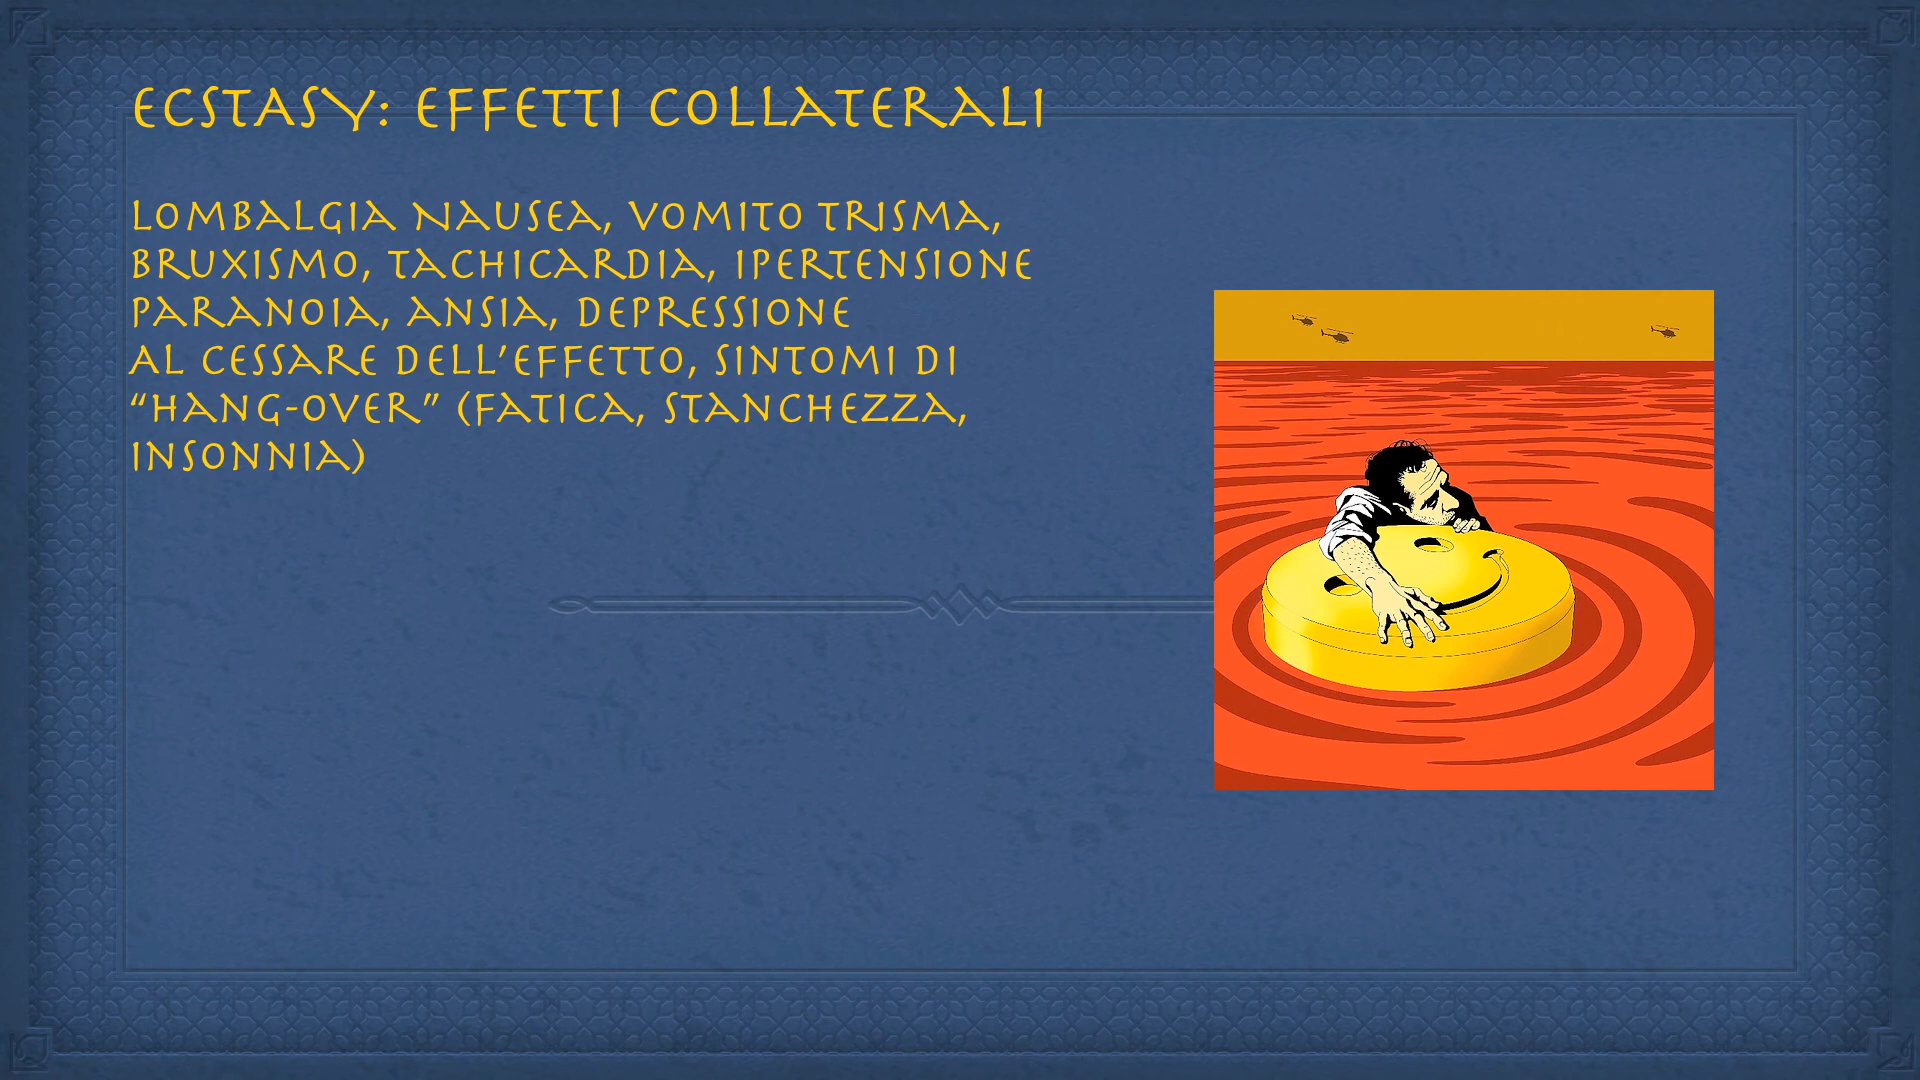 ECSTASY: EFFETTI COLLATERALI
LOMBALGIA NAUSEA, VOMITO TRISMA,
BRUXISMO, TACHICARDIA, IPERTENSIONE
PARANOIA, ANSIA, DEPRESSIONE
AL CESSARE DELL’EFFETTO, SINTOMI DI
“HANG-OVER” (FATICA, STANCHEZZA,
INSONNIA)